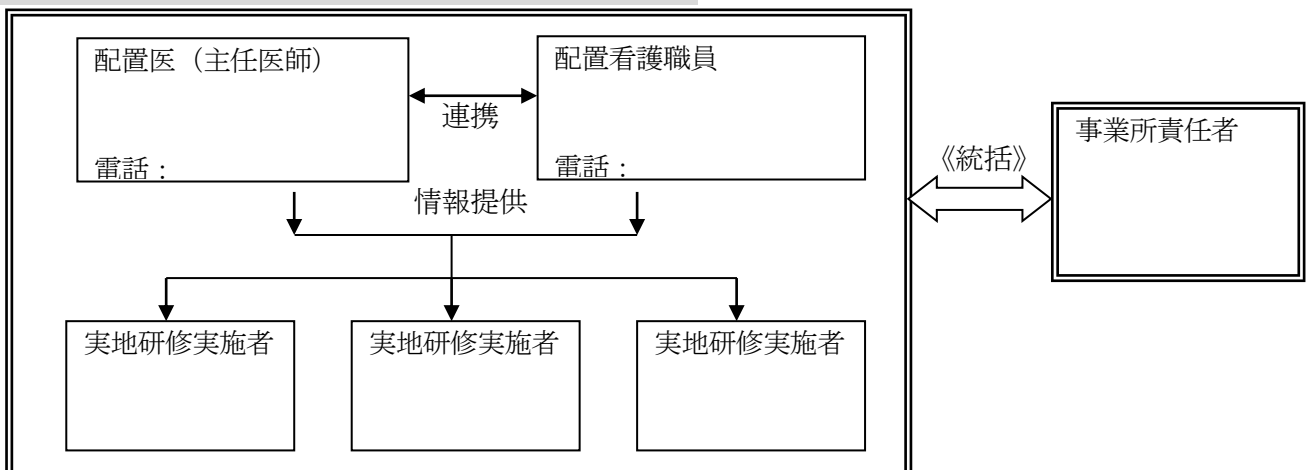 配置医（主任医師）
電話：
連携
配置看護職員
電話：
情報提供
実地研修実施者
実地研修実施者
実地研修実施者
《統括》
事業所責任者